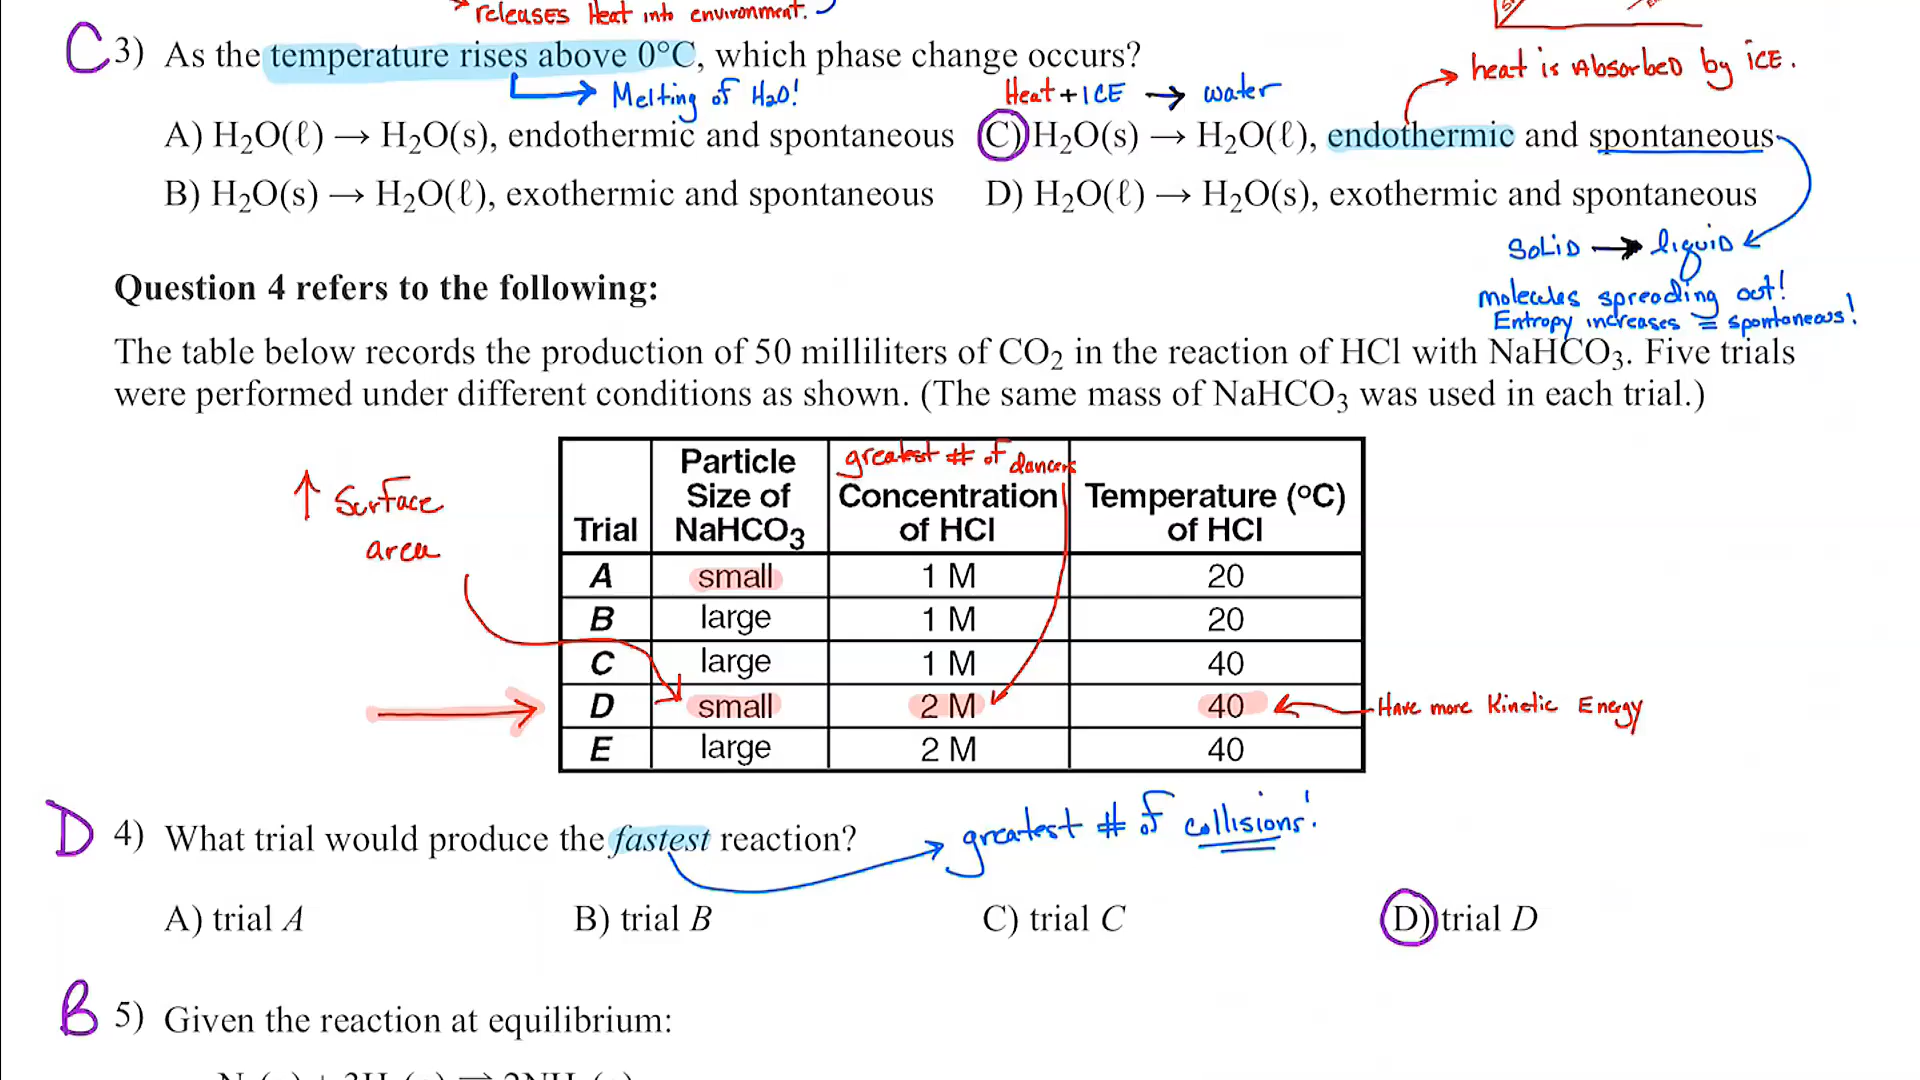 releases Heat into environment.
C 3) As the temperature rises above 0°C, which phase change occurs?
heat is Absorbed by ice.
Melting of H₂O!
Heat + ICE → water
A) H₂O(ℓ) → H₂O(s), endothermic and spontaneous
C) H₂O(s) → H₂O(ℓ), endothermic and spontaneous
B) H₂O(s) → H₂O(ℓ), exothermic and spontaneous
D) H₂O(ℓ) → H₂O(s), exothermic and spontaneous
Solid → liquid
molecules spreading out!
Entropy increases = spontaneous!
Question 4 refers to the following:
The table below records the production of 50 milliliters of CO₂ in the reaction of HCl with NaHCO₃. Five trials
were performed under different conditions as shown. (The same mass of NaHCO₃ was used in each trial.)
↑ Surface
area
greatest # of dancers
Trial Particle Size of NaHCO₃ Concentration of HCl Temperature (°C) of HCl
A small 1 M 20
B large 1 M 20
C large 1 M 40
D small 2 M 40
Have more Kinetic Energy
E large 2 M 40
D 4) What trial would produce the fastest reaction?
greatest # of collisions!
A) trial A B) trial B C) trial C D) trial D
B 5) Given the reaction at equilibrium: